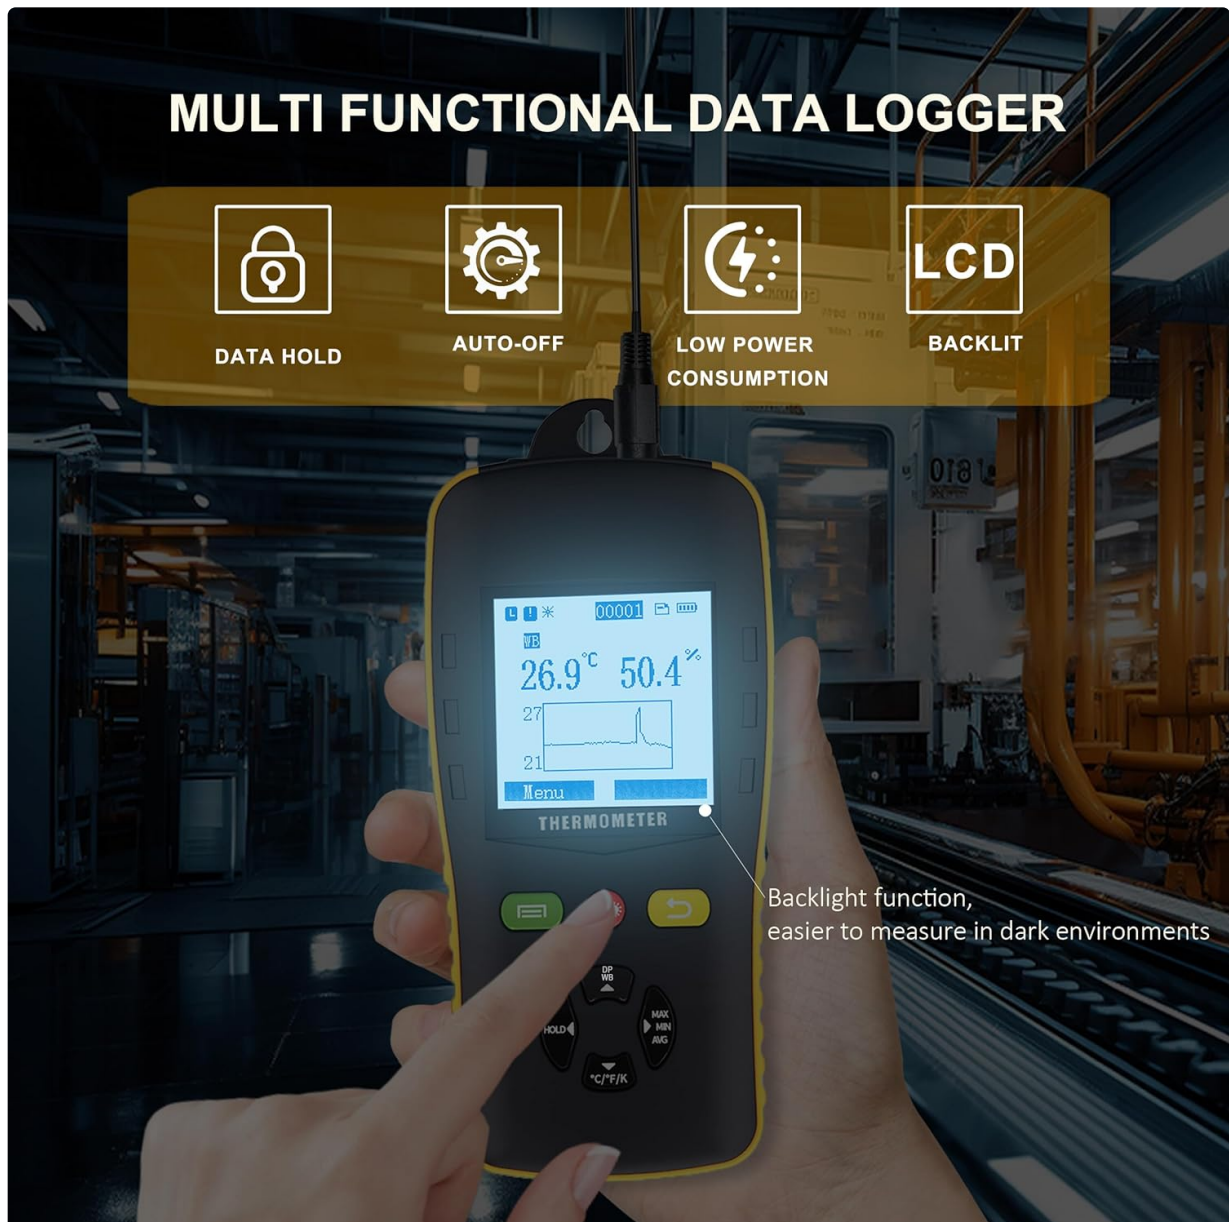 MULTI FUNCTIONAL DATA LOGGER
DATA HOLD
AUTO-OFF
LOW POWER
CONSUMPTION
LCD
BACKLIT
018
L ! 00001
WB
26.9°C 50.4%
27
21
Menu
THERMOMETER
Backlight function,
easier to measure in dark environments
DP
WB
HOLD
MAX
MIN
AVG
°C/°F/K